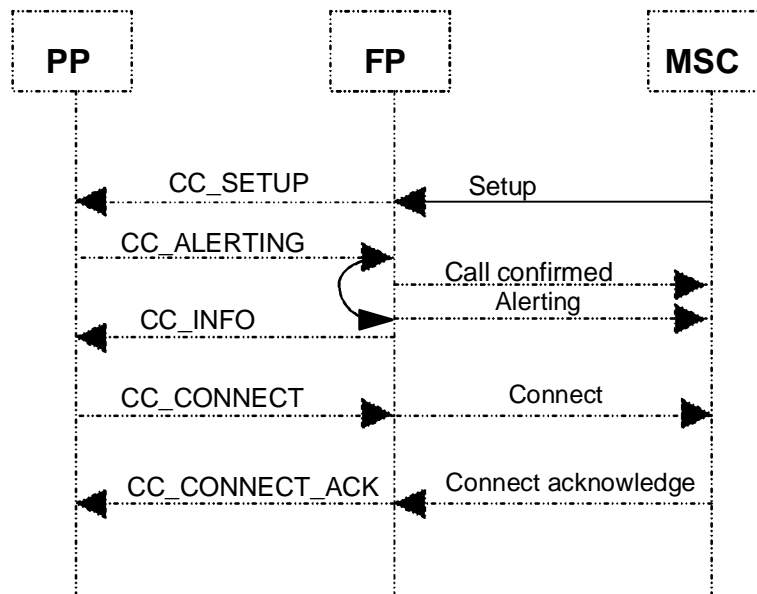 PP
FP
MSC
CC_SETUP
Setup
CC_ALERTING
Call confirmed
Alerting
CC_INFO
CC_CONNECT
Connect
CC_CONNECT_ACK
Connect acknowledge